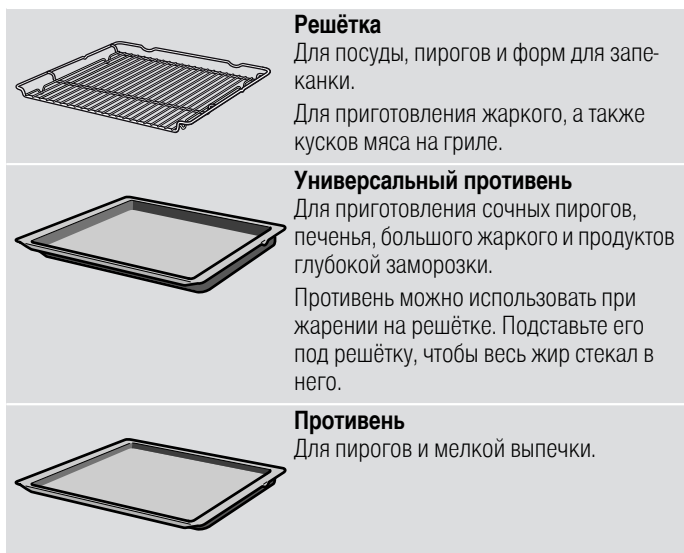 Решётка
Для посуды, пирогов и форм для запе-
канки.
Для приготовления жаркого, а также
кусков мяса на гриле.
Универсальный противень
Для приготовления сочных пирогов,
печенья, большого жаркого и продуктов
глубокой заморозки.
Противень можно использовать при
жарении на решётке. Подставьте его
под решётку, чтобы весь жир стекал в
него.
Противень
Для пирогов и мелкой выпечки.